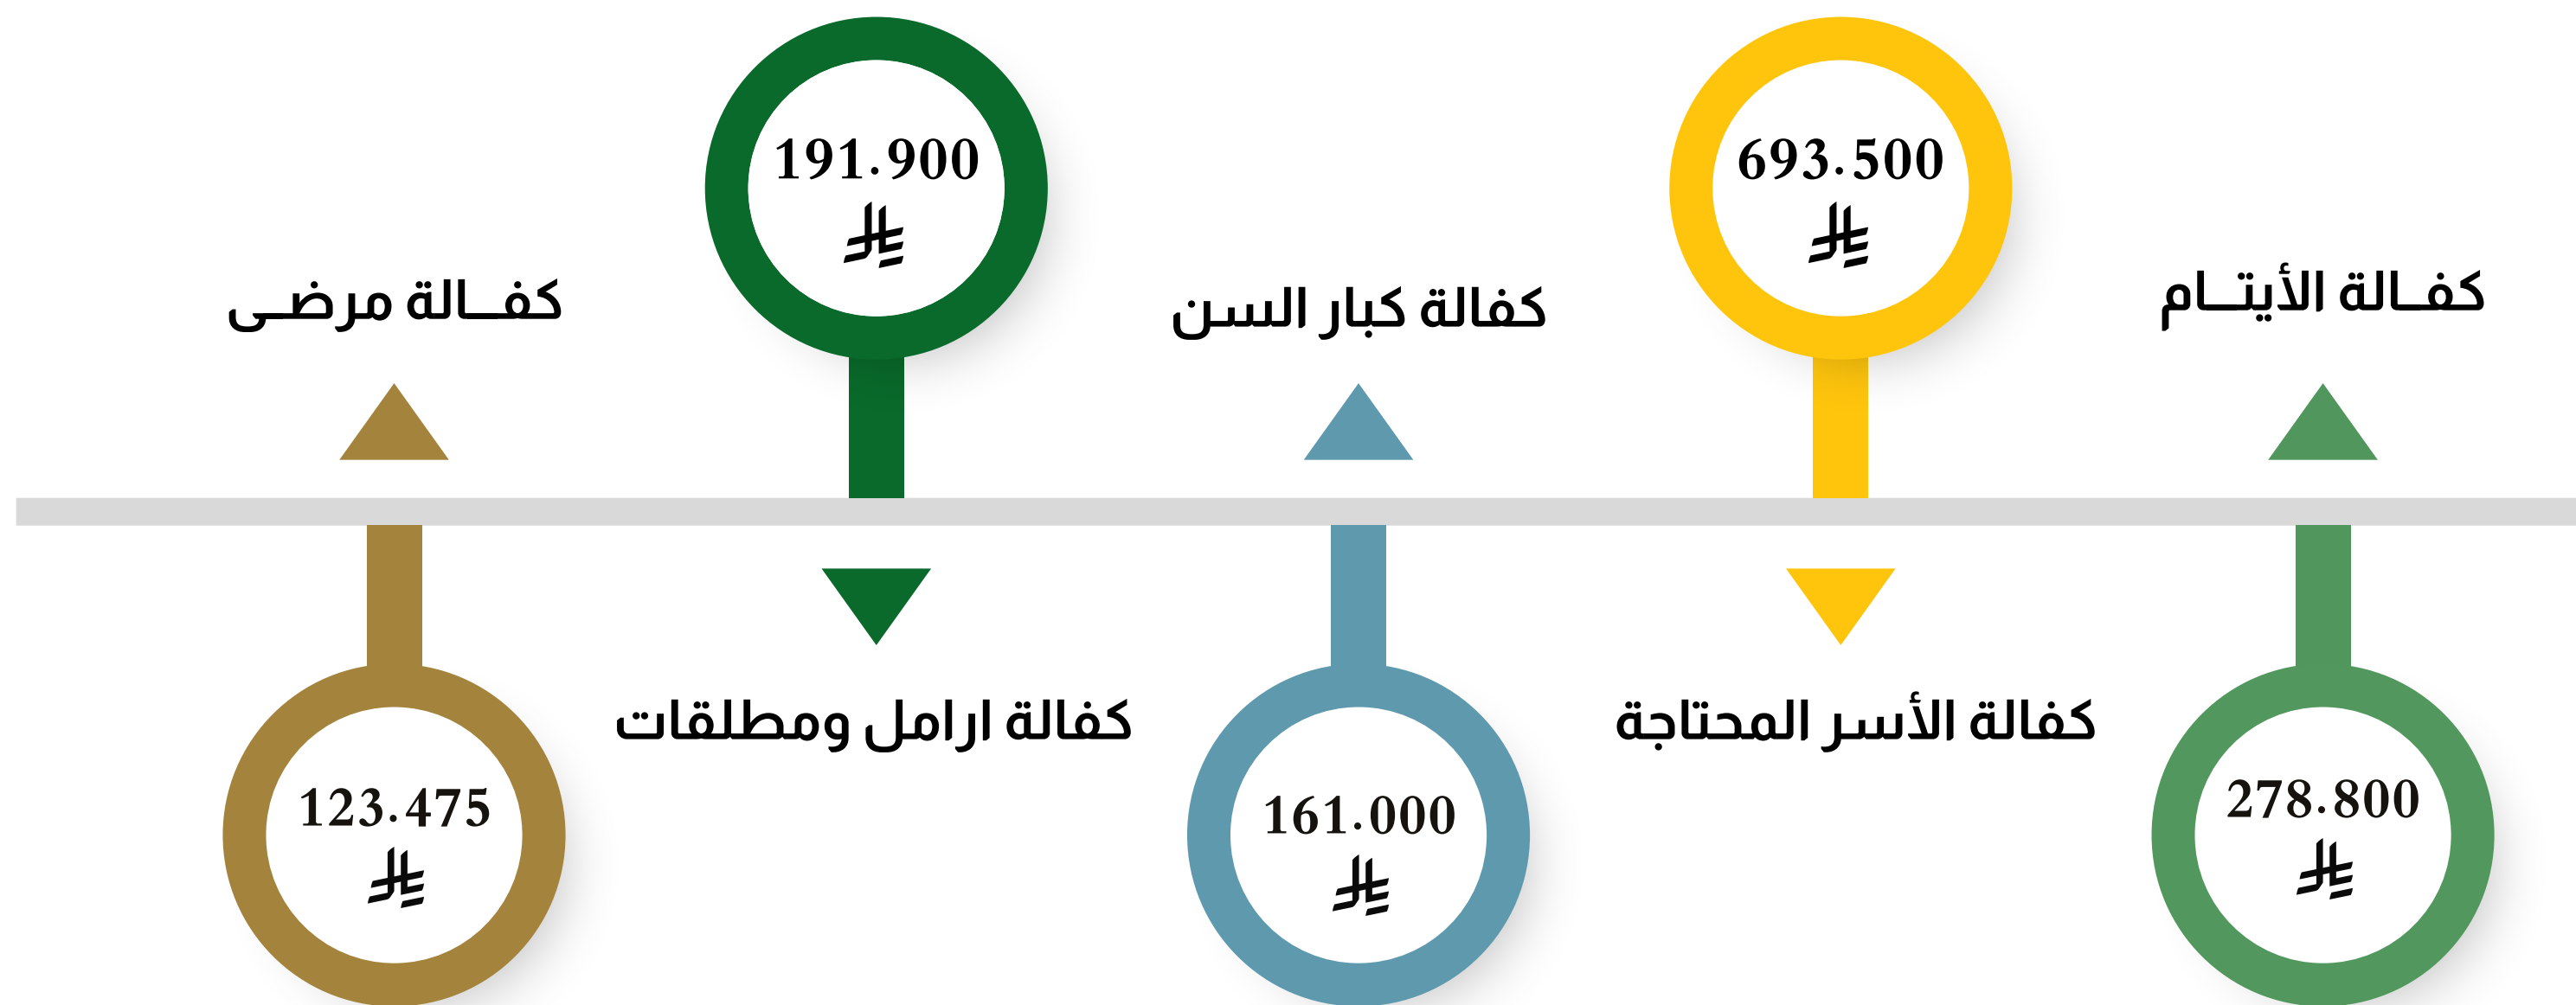 كفالة الأيتام
278.800
693.500
كفالة الأسر المحتاجة
كفالة كبار السن
161.000
191.900
كفالة ارامل ومطلقات
كفالة مرضى
123.475